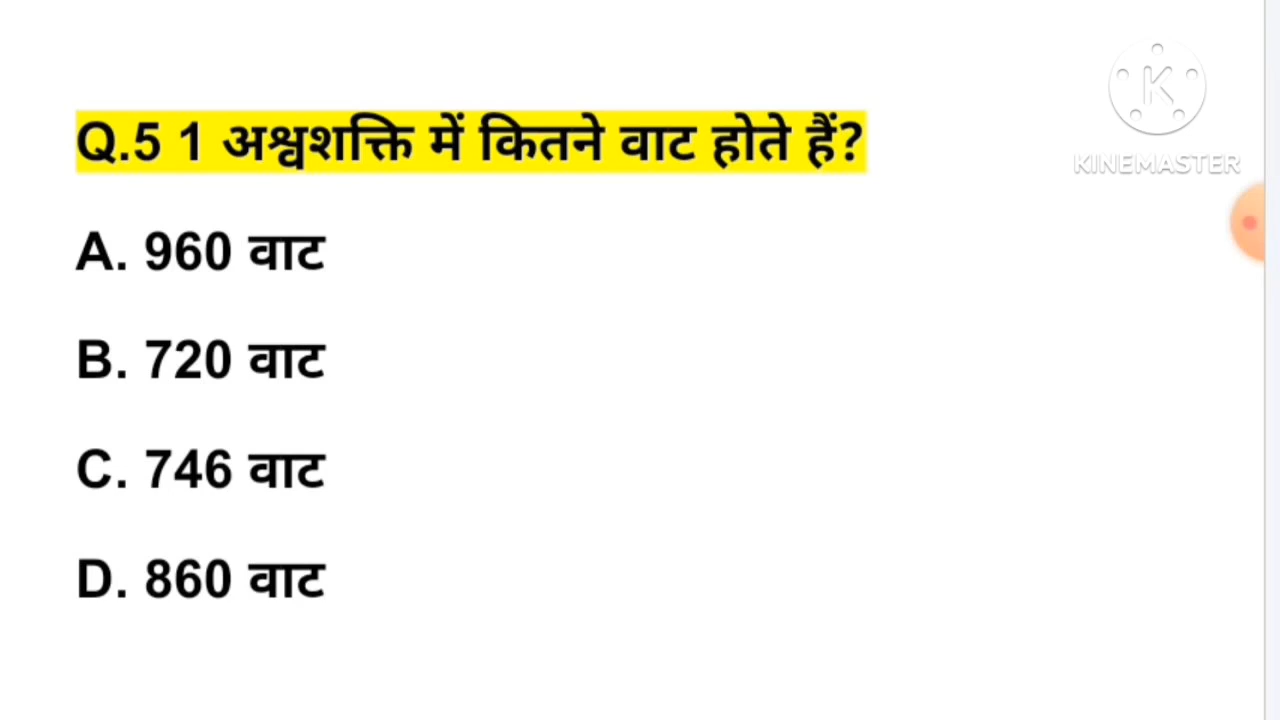 Q.5 1 अश्वशक्ति में कितने वाट होते हैं?
A. 960 वाट
B. 720 वाट
C. 746 वाट
D. 860 वाट
K
KINEMASTER